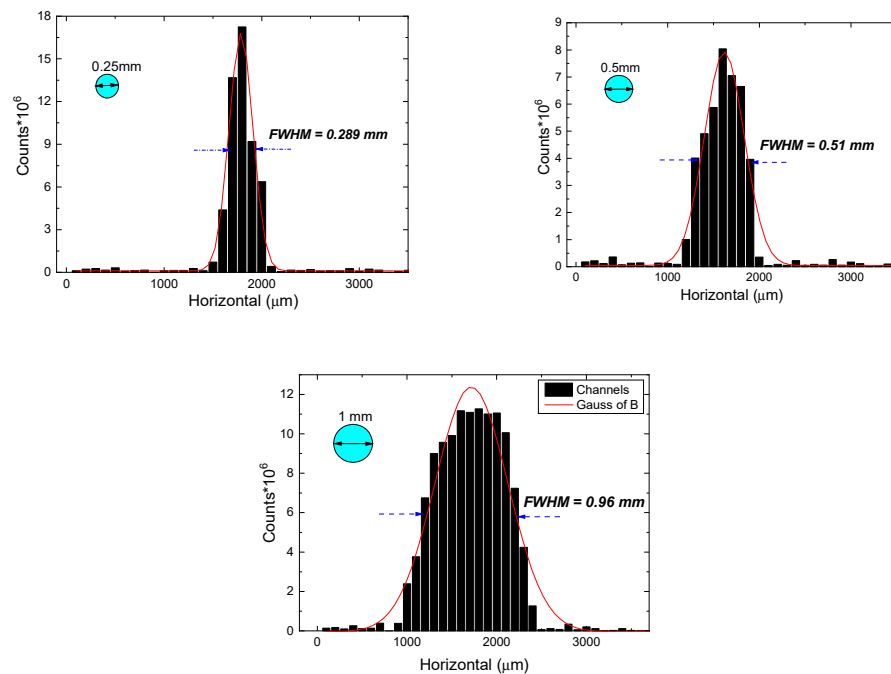 18
15
12
9
6
3
0
Counts*10^6
0.25mm
FWHM = 0.289 mm
0 1000 2000 3000
Horizontal (μm)
9
8
7
6
5
4
3
2
1
0
Counts*10^6
0.5mm
FWHM = 0.51 mm
0 1000 2000 3000
Horizontal (μm)
12
10
8
6
4
2
0
Counts*10^6
1 mm
Channels
Gauss of B
FWHM = 0.96 mm
0 1000 2000 3000
Horizontal (μm)